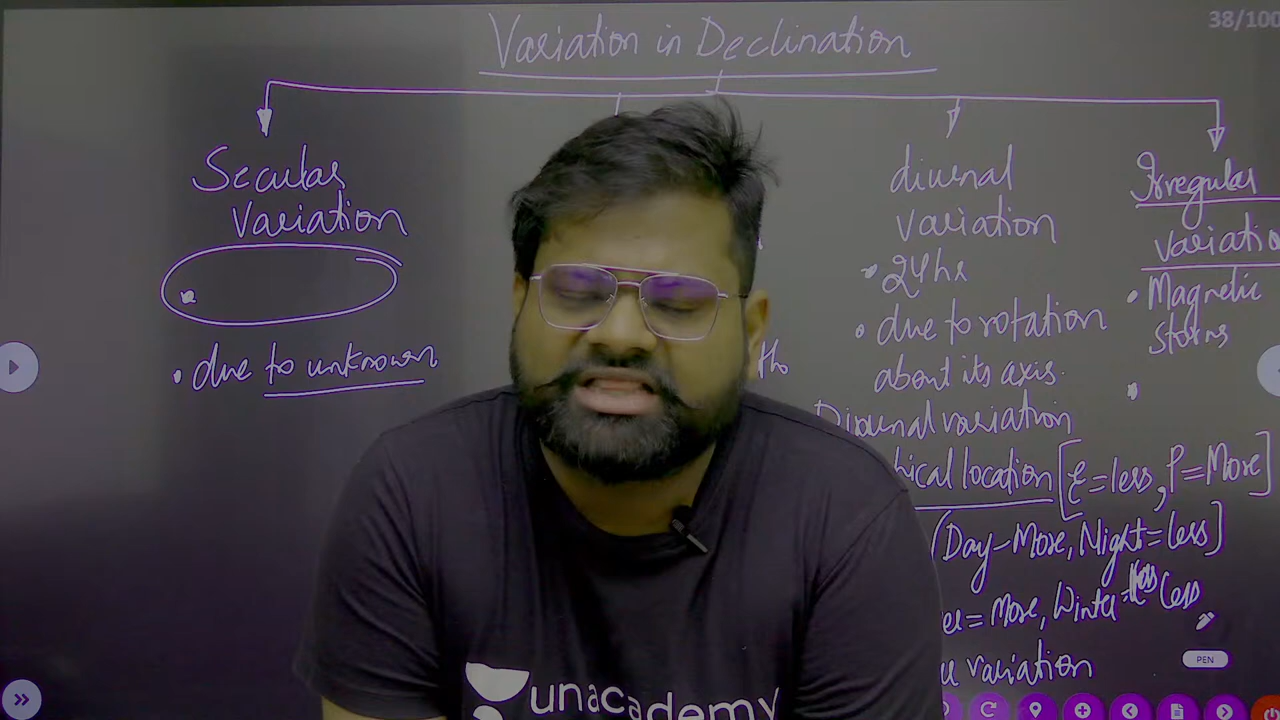 38/100
Variation in Declination
Secular
Variation
• due to unknown
diurnal
variation
• 24hr
• due to rotation
about its axis.
Diurnal variation
hical location [E=less, P=More]
(Day-More, Night=less]
er=More, Winter=less
variation
Irregular
variatio
• Magnetic
storms
PEN
unacademy